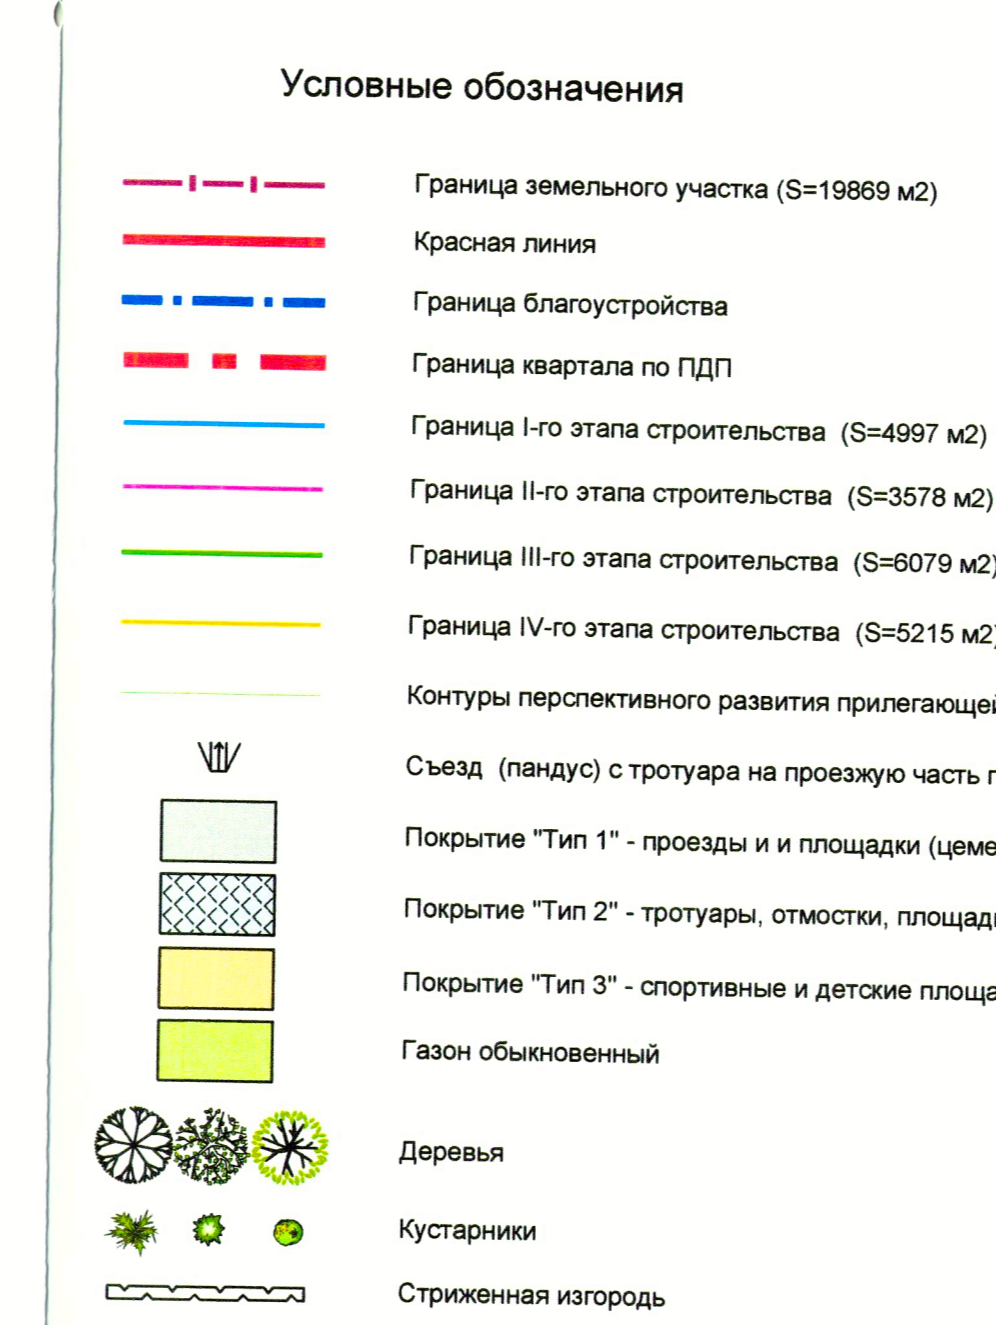 Условные обозначения
Граница земельного участка (S=19869 м2)
Красная линия
Граница благоустройства
Граница квартала по ПДП
Граница I-го этапа строительства (S=4997 м2)
Граница II-го этапа строительства (S=3578 м2)
Граница III-го этапа строительства (S=6079 м2)
Граница IV-го этапа строительства (S=5215 м2)
Контуры перспективного развития прилегающей
Съезд (пандус) с тротуара на проезжую часть
Покрытие "Тип 1" - проезды и и площадки (цеме
Покрытие "Тип 2" - тротуары, отмостки, площад
Покрытие "Тип 3" - спортивные и детские площа
Газон обыкновенный
Деревья
Кустарники
Стриженная изгородь